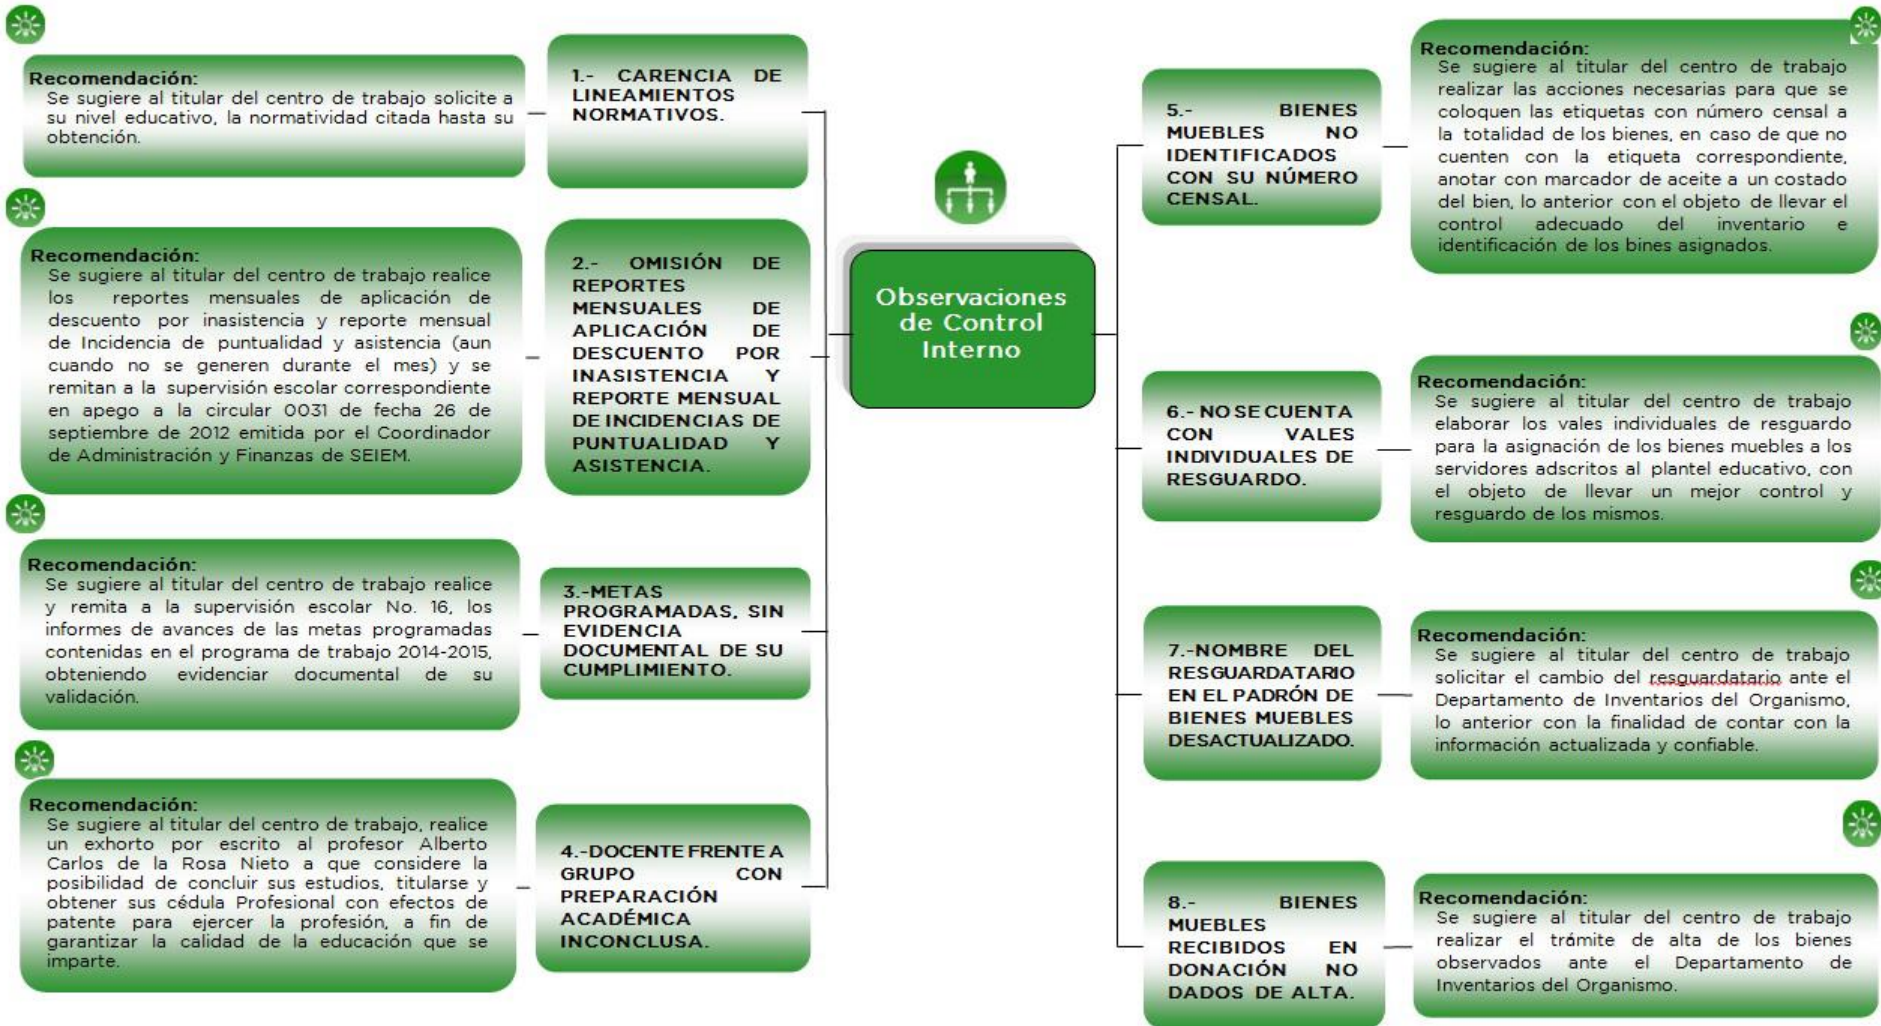 Observaciones
de Control
Interno
1.- CARENCIA DE
LINEAMIENTOS
NORMATIVOS.
Recomendación:
Se sugiere al titular del centro de trabajo solicite a
su nivel educativo, la normatividad citada hasta su
obtención.
2.- OMISIÓN DE
REPORTES
MENSUALES DE
APLICACIÓN DE
DESCUENTO POR
INASISTENCIA Y
REPORTE MENSUAL
DE INCIDENCIAS DE
PUNTUALIDAD Y
ASISTENCIA.
Recomendación:
Se sugiere al titular del centro de trabajo realice
los reportes mensuales de aplicación de
descuento por inasistencia y reporte mensual
de Incidencia de puntualidad y asistencia (aun
cuando no se generen durante el mes) y se
remitan a la supervisión escolar correspondiente
en apego a la circular 0031 de fecha 26 de
septiembre de 2012 emitida por el Coordinador
de Administración y Finanzas de SEIEM.
3.-METAS
PROGRAMADAS, SIN
EVIDENCIA
DOCUMENTAL DE SU
CUMPLIMIENTO.
Recomendación:
Se sugiere al titular del centro de trabajo realice
y remita a la supervisión escolar No. 16, los
informes de avances de las metas programadas
contenidas en el programa de trabajo 2014-2015,
obteniendo evidenciar documental de su
validación.
4.-DOCENTE FRENTE A
GRUPO CON
PREPARACIÓN
ACADÉMICA
INCONCLUSA.
Recomendación:
Se sugiere al titular del centro de trabajo, realice
un exhorto por escrito al profesor Alberto
Carlos de la Rosa Nieto a que considere la
posibilidad de concluir sus estudios, titularse y
obtener sus cédula Profesional con efectos de
patente para ejercer la profesión, a fin de
garantizar la calidad de la educación que se
imparte.
5.- BIENES
MUEBLES NO
IDENTIFICADOS
CON SU NÚMERO
CENSAL.
Recomendación:
Se sugiere al titular del centro de trabajo
realizar las acciones necesarias para que se
coloquen las etiquetas con número censal a
la totalidad de los bienes, en caso de que no
cuenten con la etiqueta correspondiente,
anotar con marcador de aceite a un costado
del bien, lo anterior con el objeto de llevar el
control adecuado del inventario e
identificación de los bines asignados.
6.- NO SE CUENTA
CON VALES
INDIVIDUALES DE
RESGUARDO.
Recomendación:
Se sugiere al titular del centro de trabajo
elaborar los vales individuales de resguardo
para la asignación de los bienes muebles a los
servidores adscritos al plantel educativo, con
el objeto de llevar un mejor control y
resguardo de los mismos.
7.-NOMBRE DEL
RESGUARDATARIO
EN EL PADRÓN DE
BIENES MUEBLES
DESACTUALIZADO.
Recomendación:
Se sugiere al titular del centro de trabajo
solicitar el cambio del resguardatario ante el
Departamento de Inventarios del Organismo,
lo anterior con la finalidad de contar con la
información actualizada y confiable.
8.- BIENES
MUEBLES
RECIBIDOS EN
DONACIÓN NO
DADOS DE ALTA.
Recomendación:
Se sugiere al titular del centro de trabajo
realizar el trámite de alta de los bienes
observados ante el Departamento de
Inventarios del Organismo.